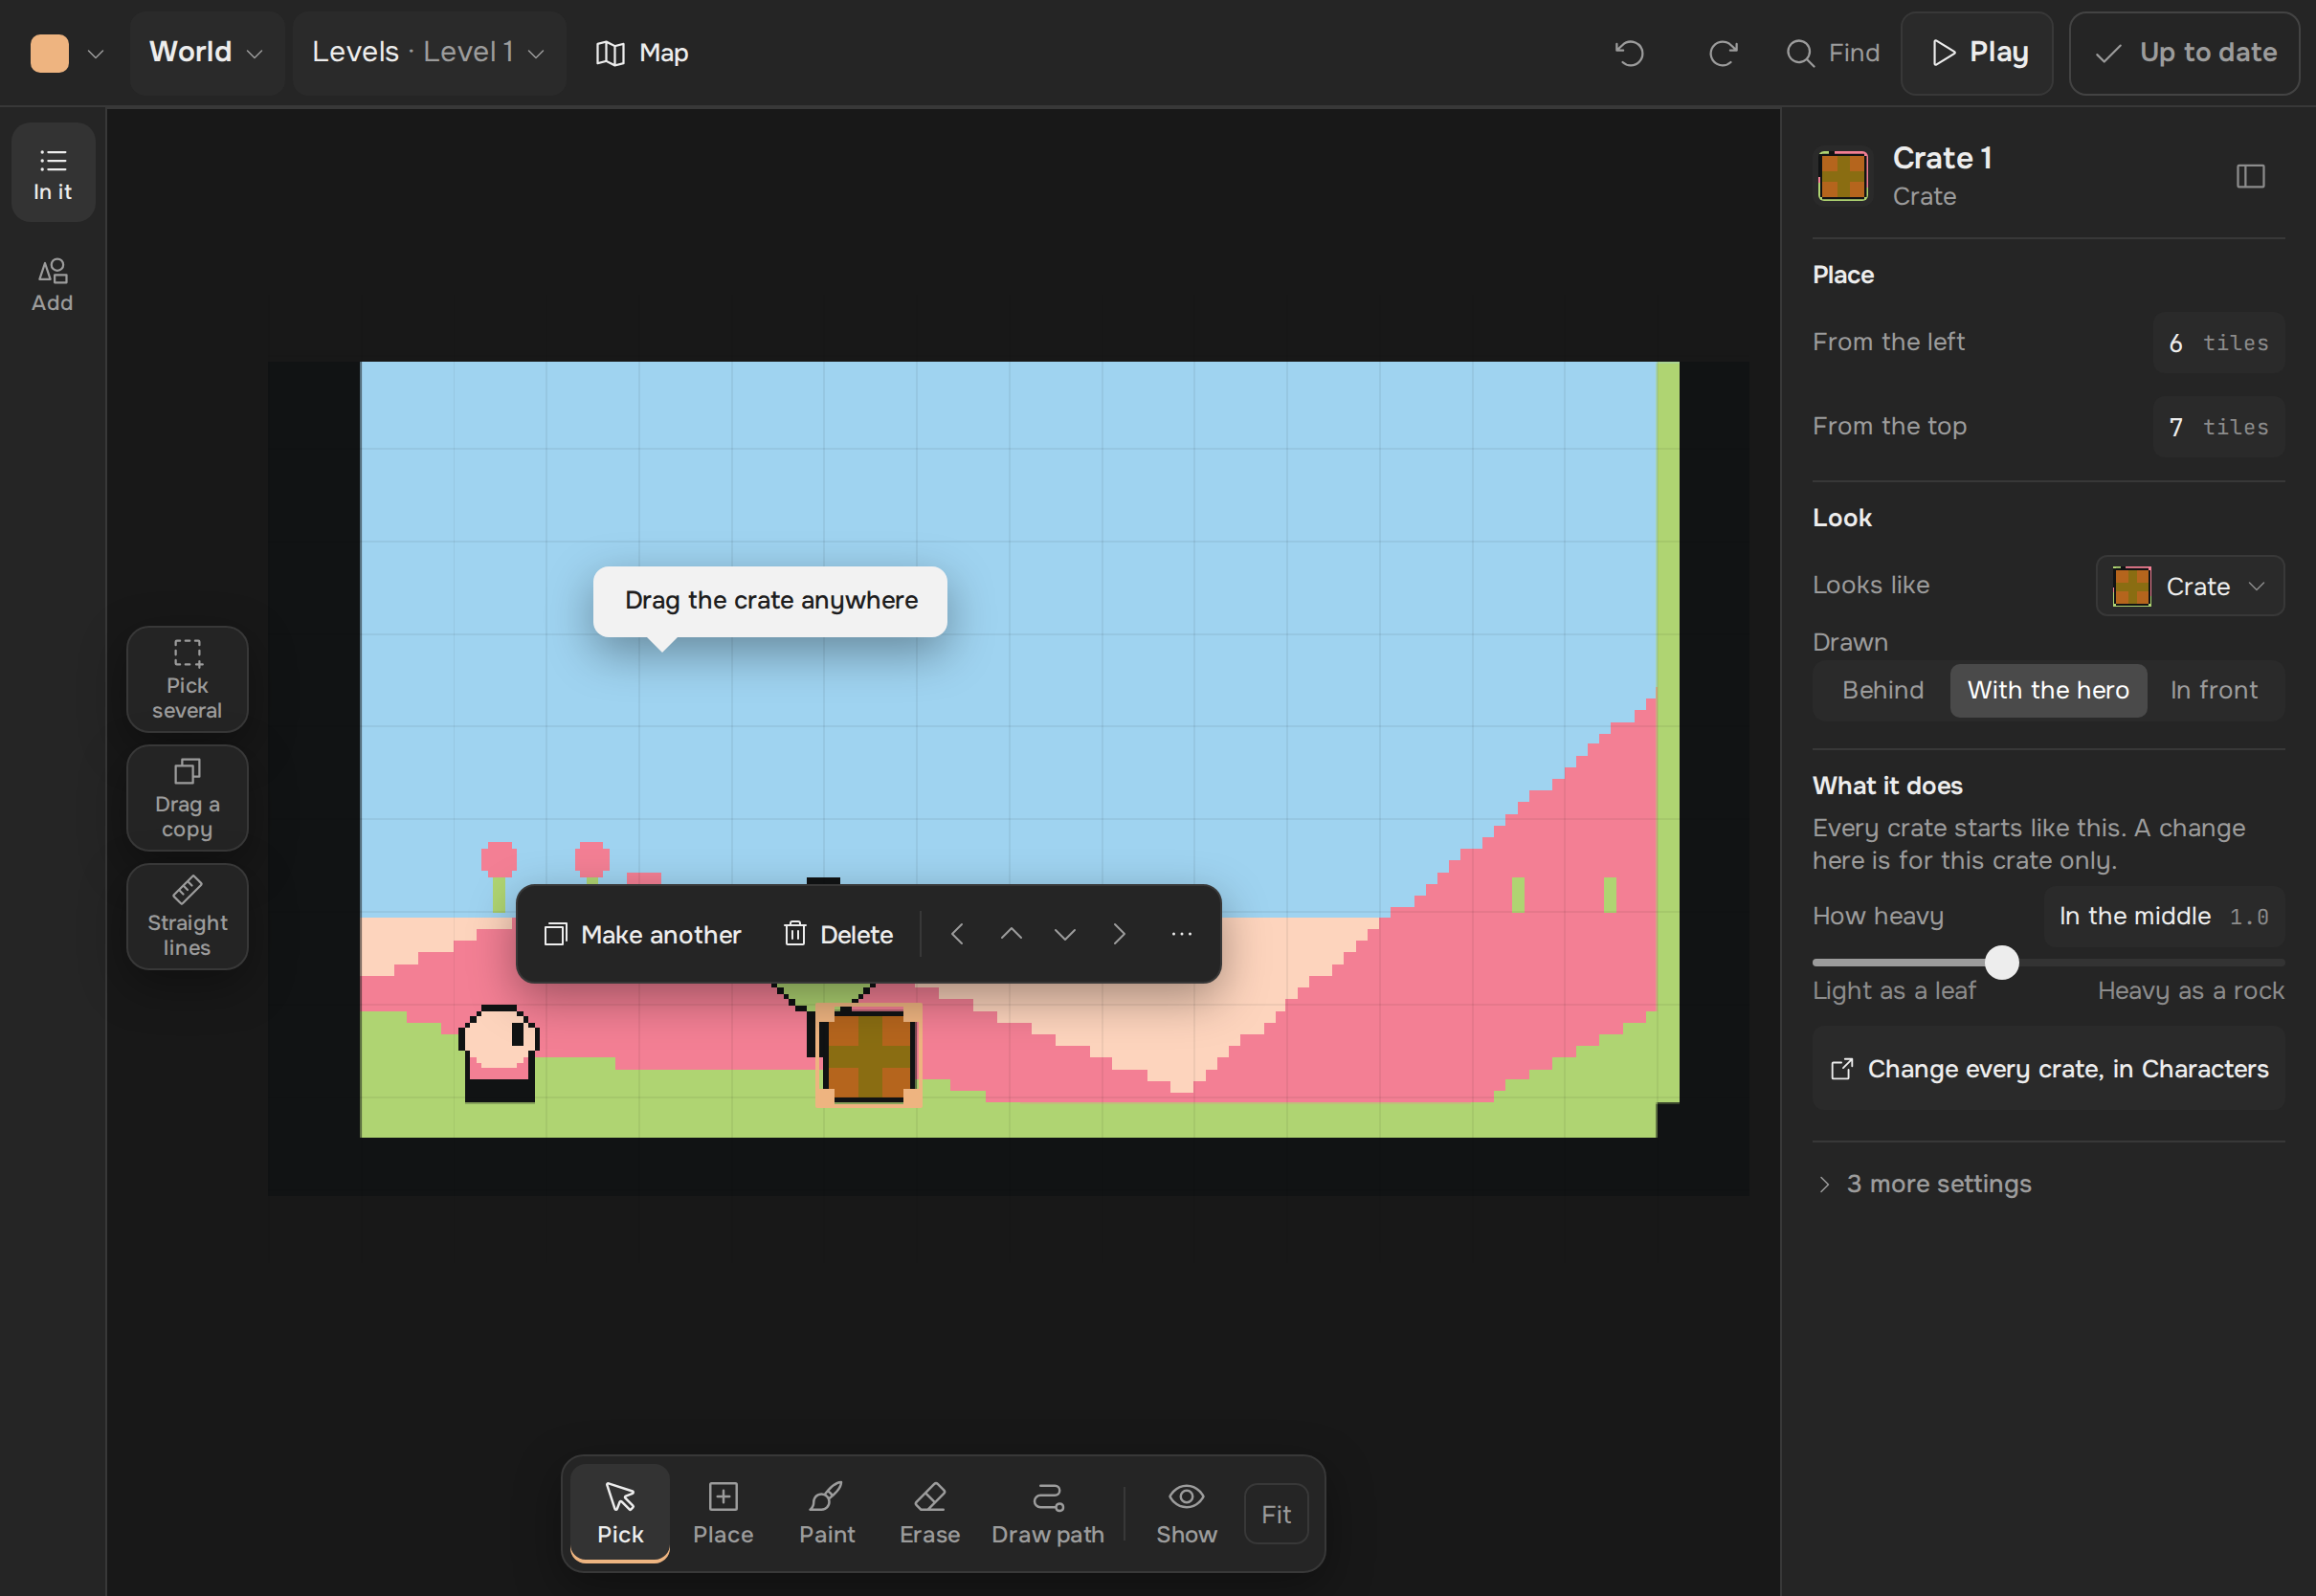 World
Levels · Level 1
Map
Find
Play
Up to date
In it
Add
Crate 1
Crate
Place
From the left
6 tiles
From the top
7 tiles
Look
Looks like
Crate
Drawn
Behind
With the hero
In front
What it does
Every crate starts like this. A change
here is for this crate only.
How heavy
In the middle 1.0
Light as a leaf
Heavy as a rock
Change every crate, in Characters
3 more settings
Drag the crate anywhere
Pick
several
Drag a
copy
Straight
lines
Make another
Delete
Pick
Place
Paint
Erase
Draw path
Show
Fit